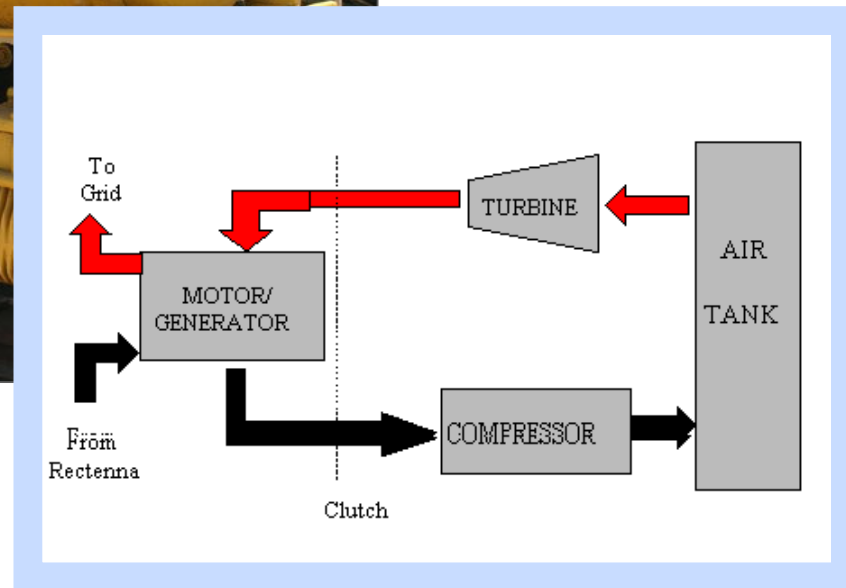 To
Grid
TURBINE
AIR
TANK
MOTOR/
GENERATOR
COMPRESSOR
From
Rectenna
Clutch